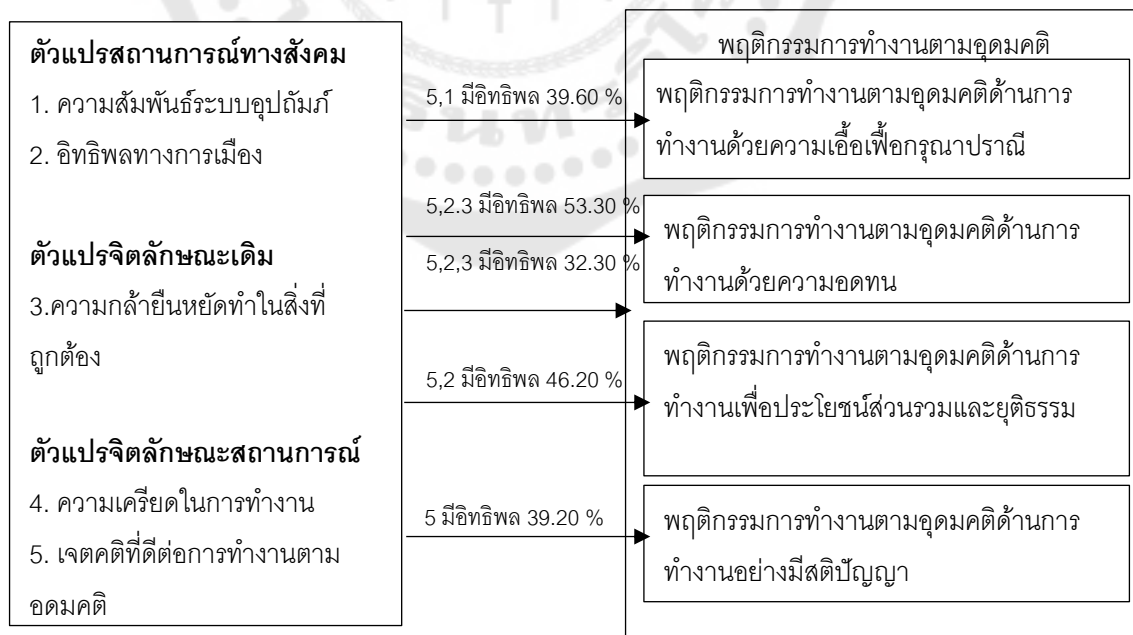 ตัวแปรสถานการณ์ทางสังคม
1. ความสัมพันธ์ระบบอุปถัมภ์
2. อิทธิพลทางการเมือง
ตัวแปรจิตลักษณะเดิม
3.ความกล้ายืนหยัดทำในสิ่งที่
ถูกต้อง
ตัวแปรจิตลักษณะสถานการณ์
4. ความเครียดในการทำงาน
5. เจตคติที่ดีต่อการทำงานตาม
อดมคติ
5,1 มีอิทธิพล 39.60 %
5,2.3 มีอิทธิพล 53.30 %
5,2,3 มีอิทธิพล 32.30 %
5,2 มีอิทธิพล 46.20 %
5 มีอิทธิพล 39.20 %
พฤติกรรมการทำงานตามอุดมคติ
พฤติกรรมการทำงานตามอุดมคติด้านการ
ทำงานด้วยความเอื้อเฟื้อกรุณาปราณี
พฤติกรรมการทำงานตามอุดมคติด้านการ
ทำงานด้วยความอดทน
พฤติกรรมการทำงานตามอุดมคติด้านการ
ทำงานเพื่อประโยชน์ส่วนรวมและยุติธรรม
พฤติกรรมการทำงานตามอุดมคติด้านการ
ทำงานอย่างมีสติปัญญา